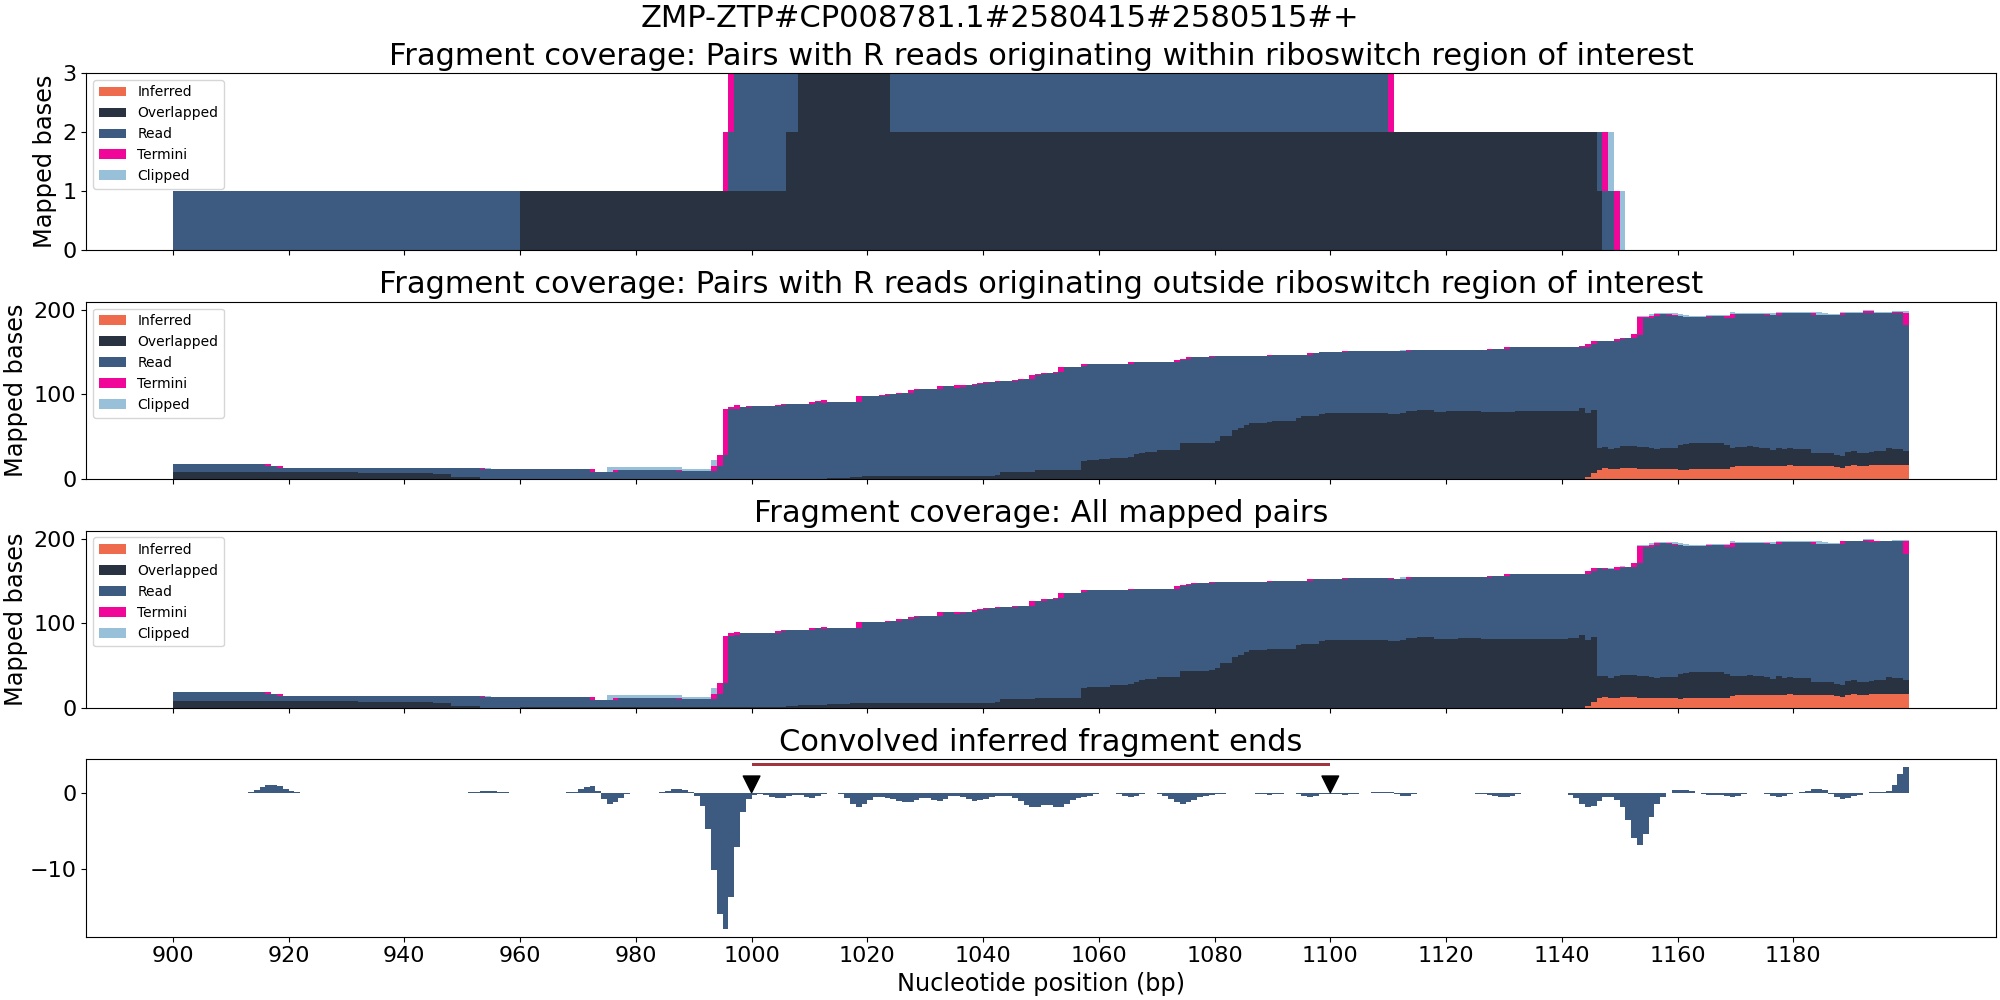 ZMP-ZTP#CP008781.1#2580415#2580515#+
Fragment coverage: Pairs with R reads originating within riboswitch region of interest
Mapped bases
3
2
1
0
Inferred
Overlapped
Read
Termini
Clipped
Fragment coverage: Pairs with R reads originating outside riboswitch region of interest
Mapped bases
200
100
0
Inferred
Overlapped
Read
Termini
Clipped
Fragment coverage: All mapped pairs
Mapped bases
200
100
0
Inferred
Overlapped
Read
Termini
Clipped
Convolved inferred fragment ends
0
−10
900 920 940 960 980 1000 1020 1040 1060 1080 1100 1120 1140 1160 1180
Nucleotide position (bp)